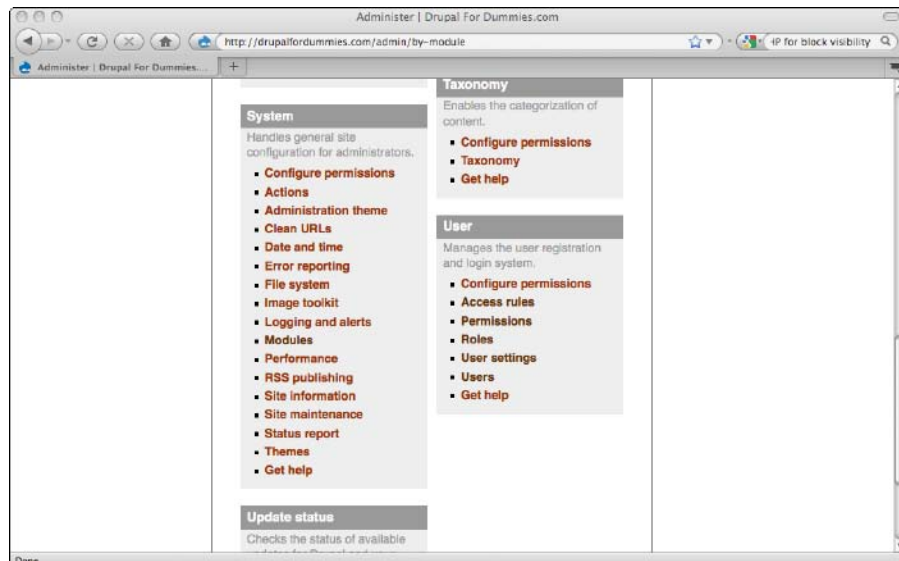 Administer | Drupal For Dummies.com
http://drupalfordummies.com/admin/by-module
HP for block visibility
Administer | Drupal For Dummies....
System
Handles general site
configuration for administrators.
Configure permissions
Actions
Administration theme
Clean URLs
Date and time
Error reporting
File system
Image toolkit
Logging and alerts
Modules
Performance
RSS publishing
Site information
Site maintenance
Status report
Themes
Get help
Update status
Checks the status of available
Taxonomy
Enables the categorization of
content.
Configure permissions
Taxonomy
Get help
User
Manages the user registration
and login system.
Configure permissions
Access rules
Permissions
Roles
User settings
Users
Get help
Done